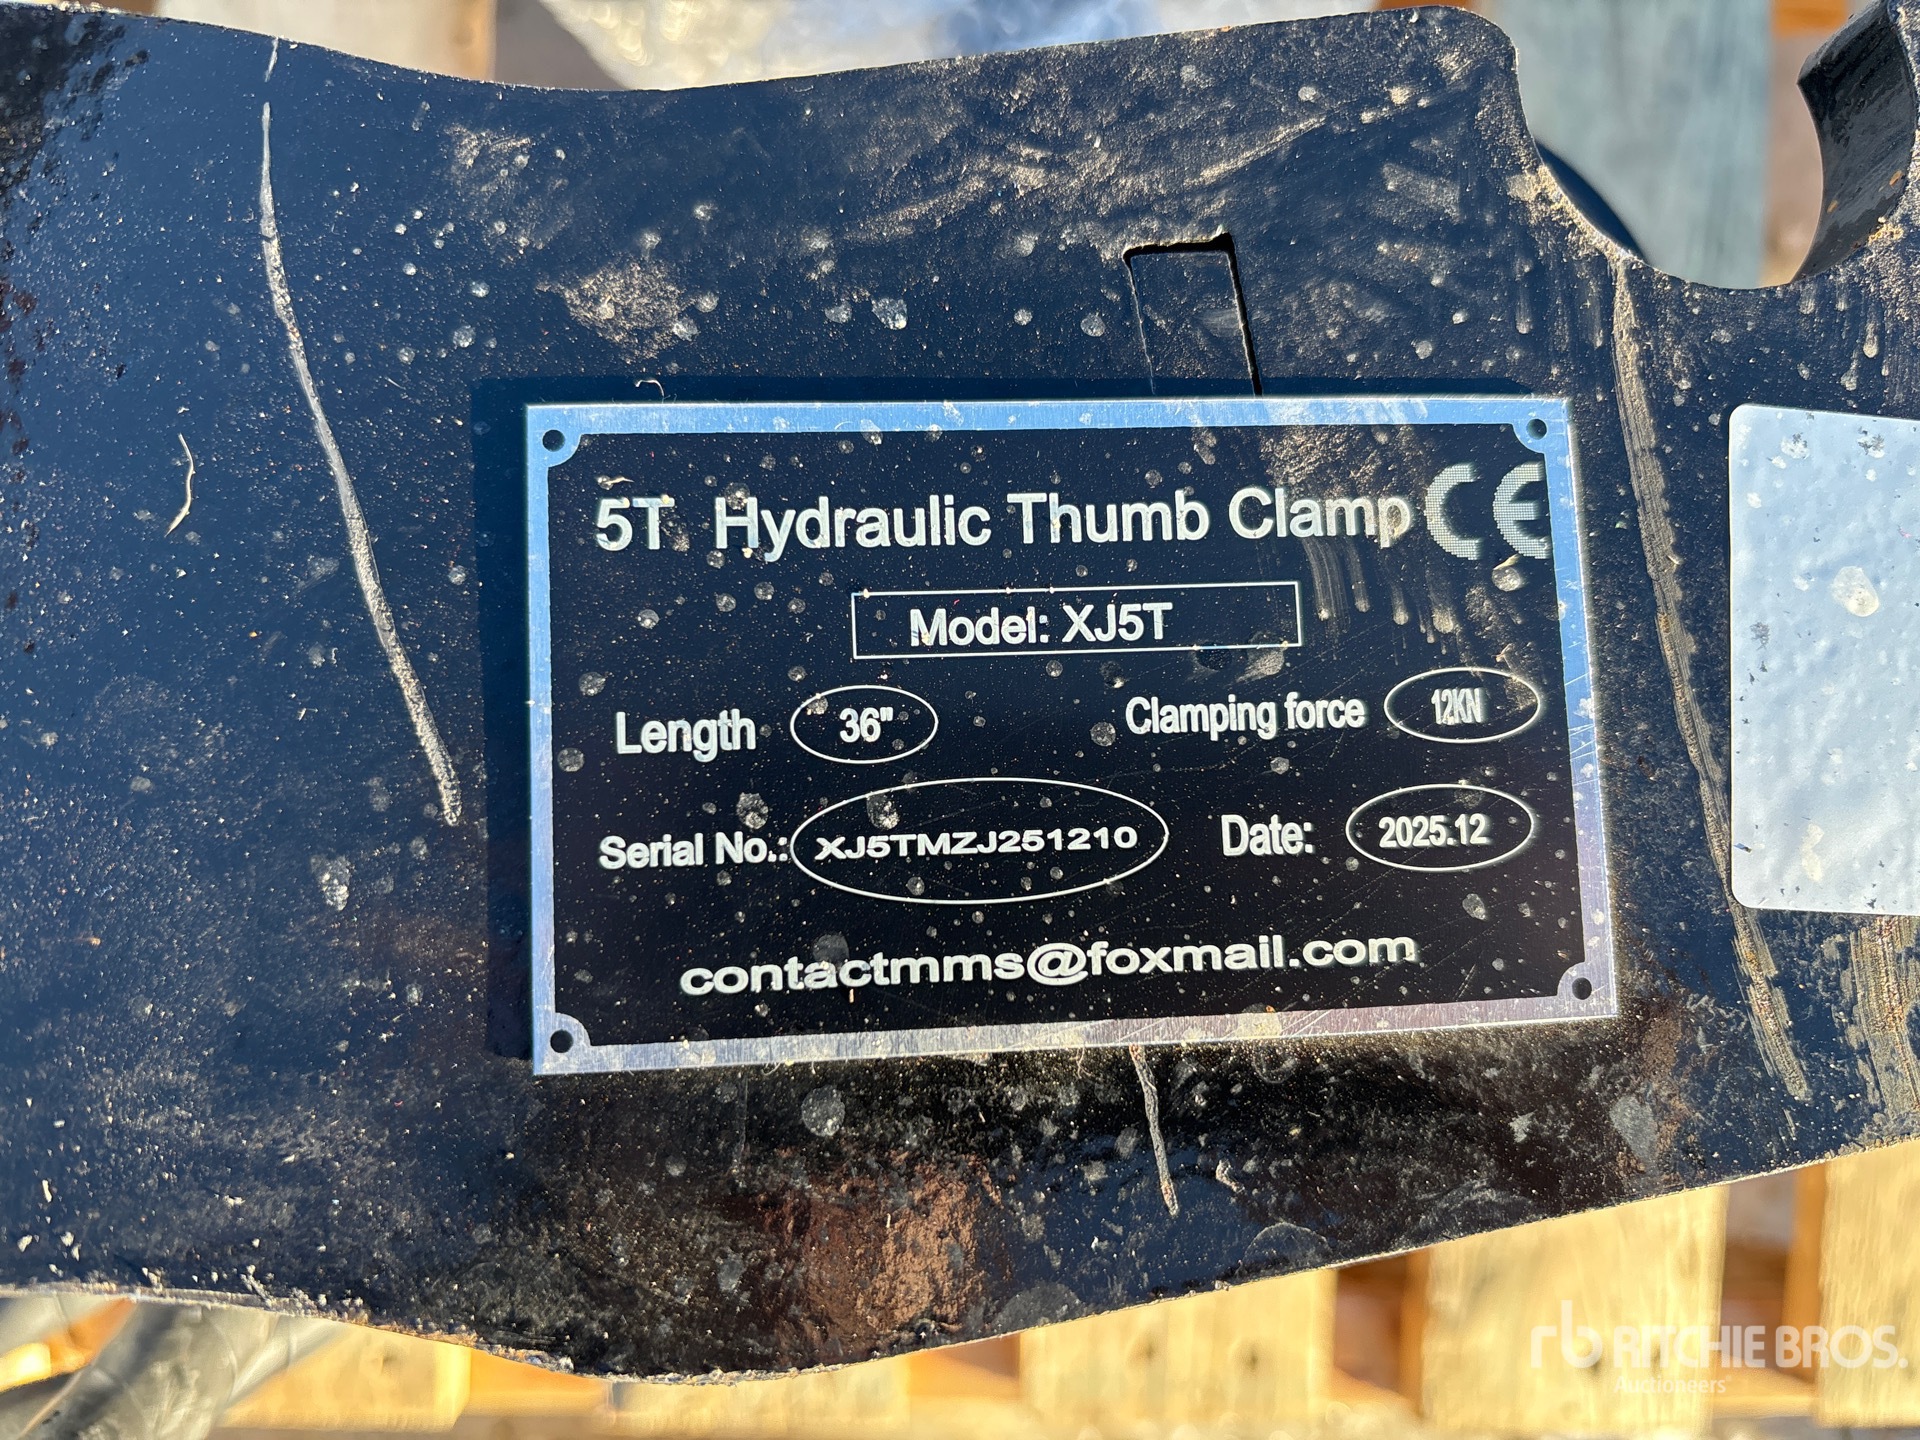 5T Hydraulic Thumb Clamp CE
Model: XJ5T
Length 36" Clamping force 12KN
Serial No.: XJ5TMZJ251210 Date: 2025.12
contactmms@foxmail.com
rb RITCHIE BROS.
Auctioneers